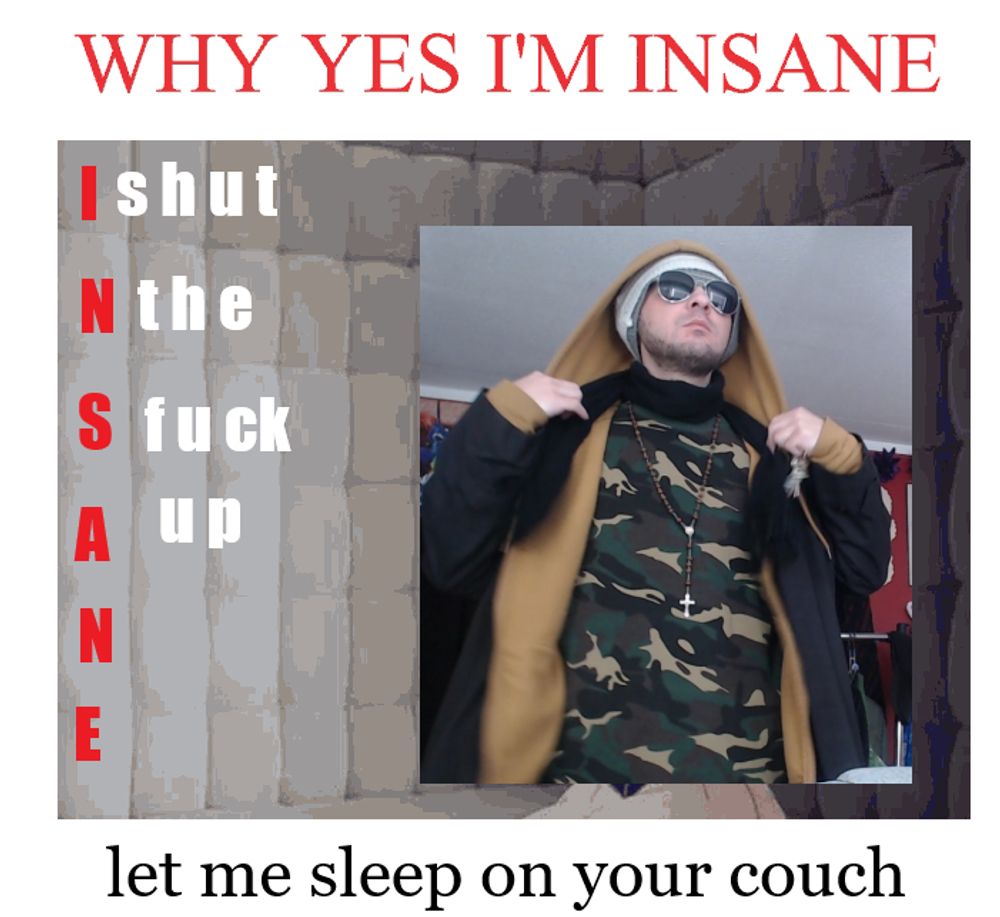 WHY YES I'M INSANE
I shut
N the
S fuck
A up
N
E
let me sleep on your couch